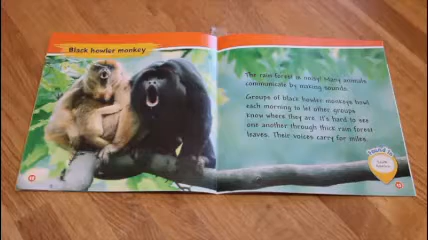 Black howler monkey
The rain forest is noisy! Many animals
communicate by making sounds.
Groups of black howler monkeys howl
each morning to let other groups
know where they are. It's hard to see
one another through thick rain forest
leaves. Their voices carry for miles.